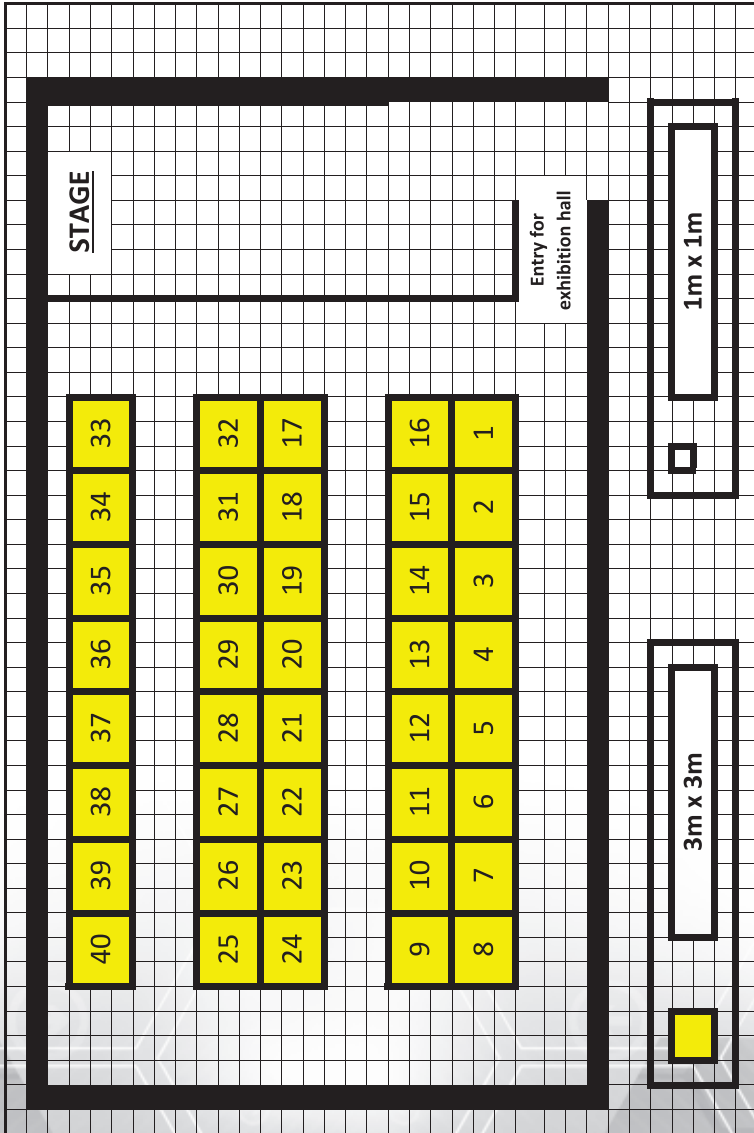 STAGE
40 39 38 37 36 35 34 33
25 26 27 28 29 30 31 32
24 23 22 21 20 19 18 17
9 10 11 12 13 14 15 16
8 7 6 5 4 3 2 1
Entry for
exhibition hall
3m x 3m
1m x 1m